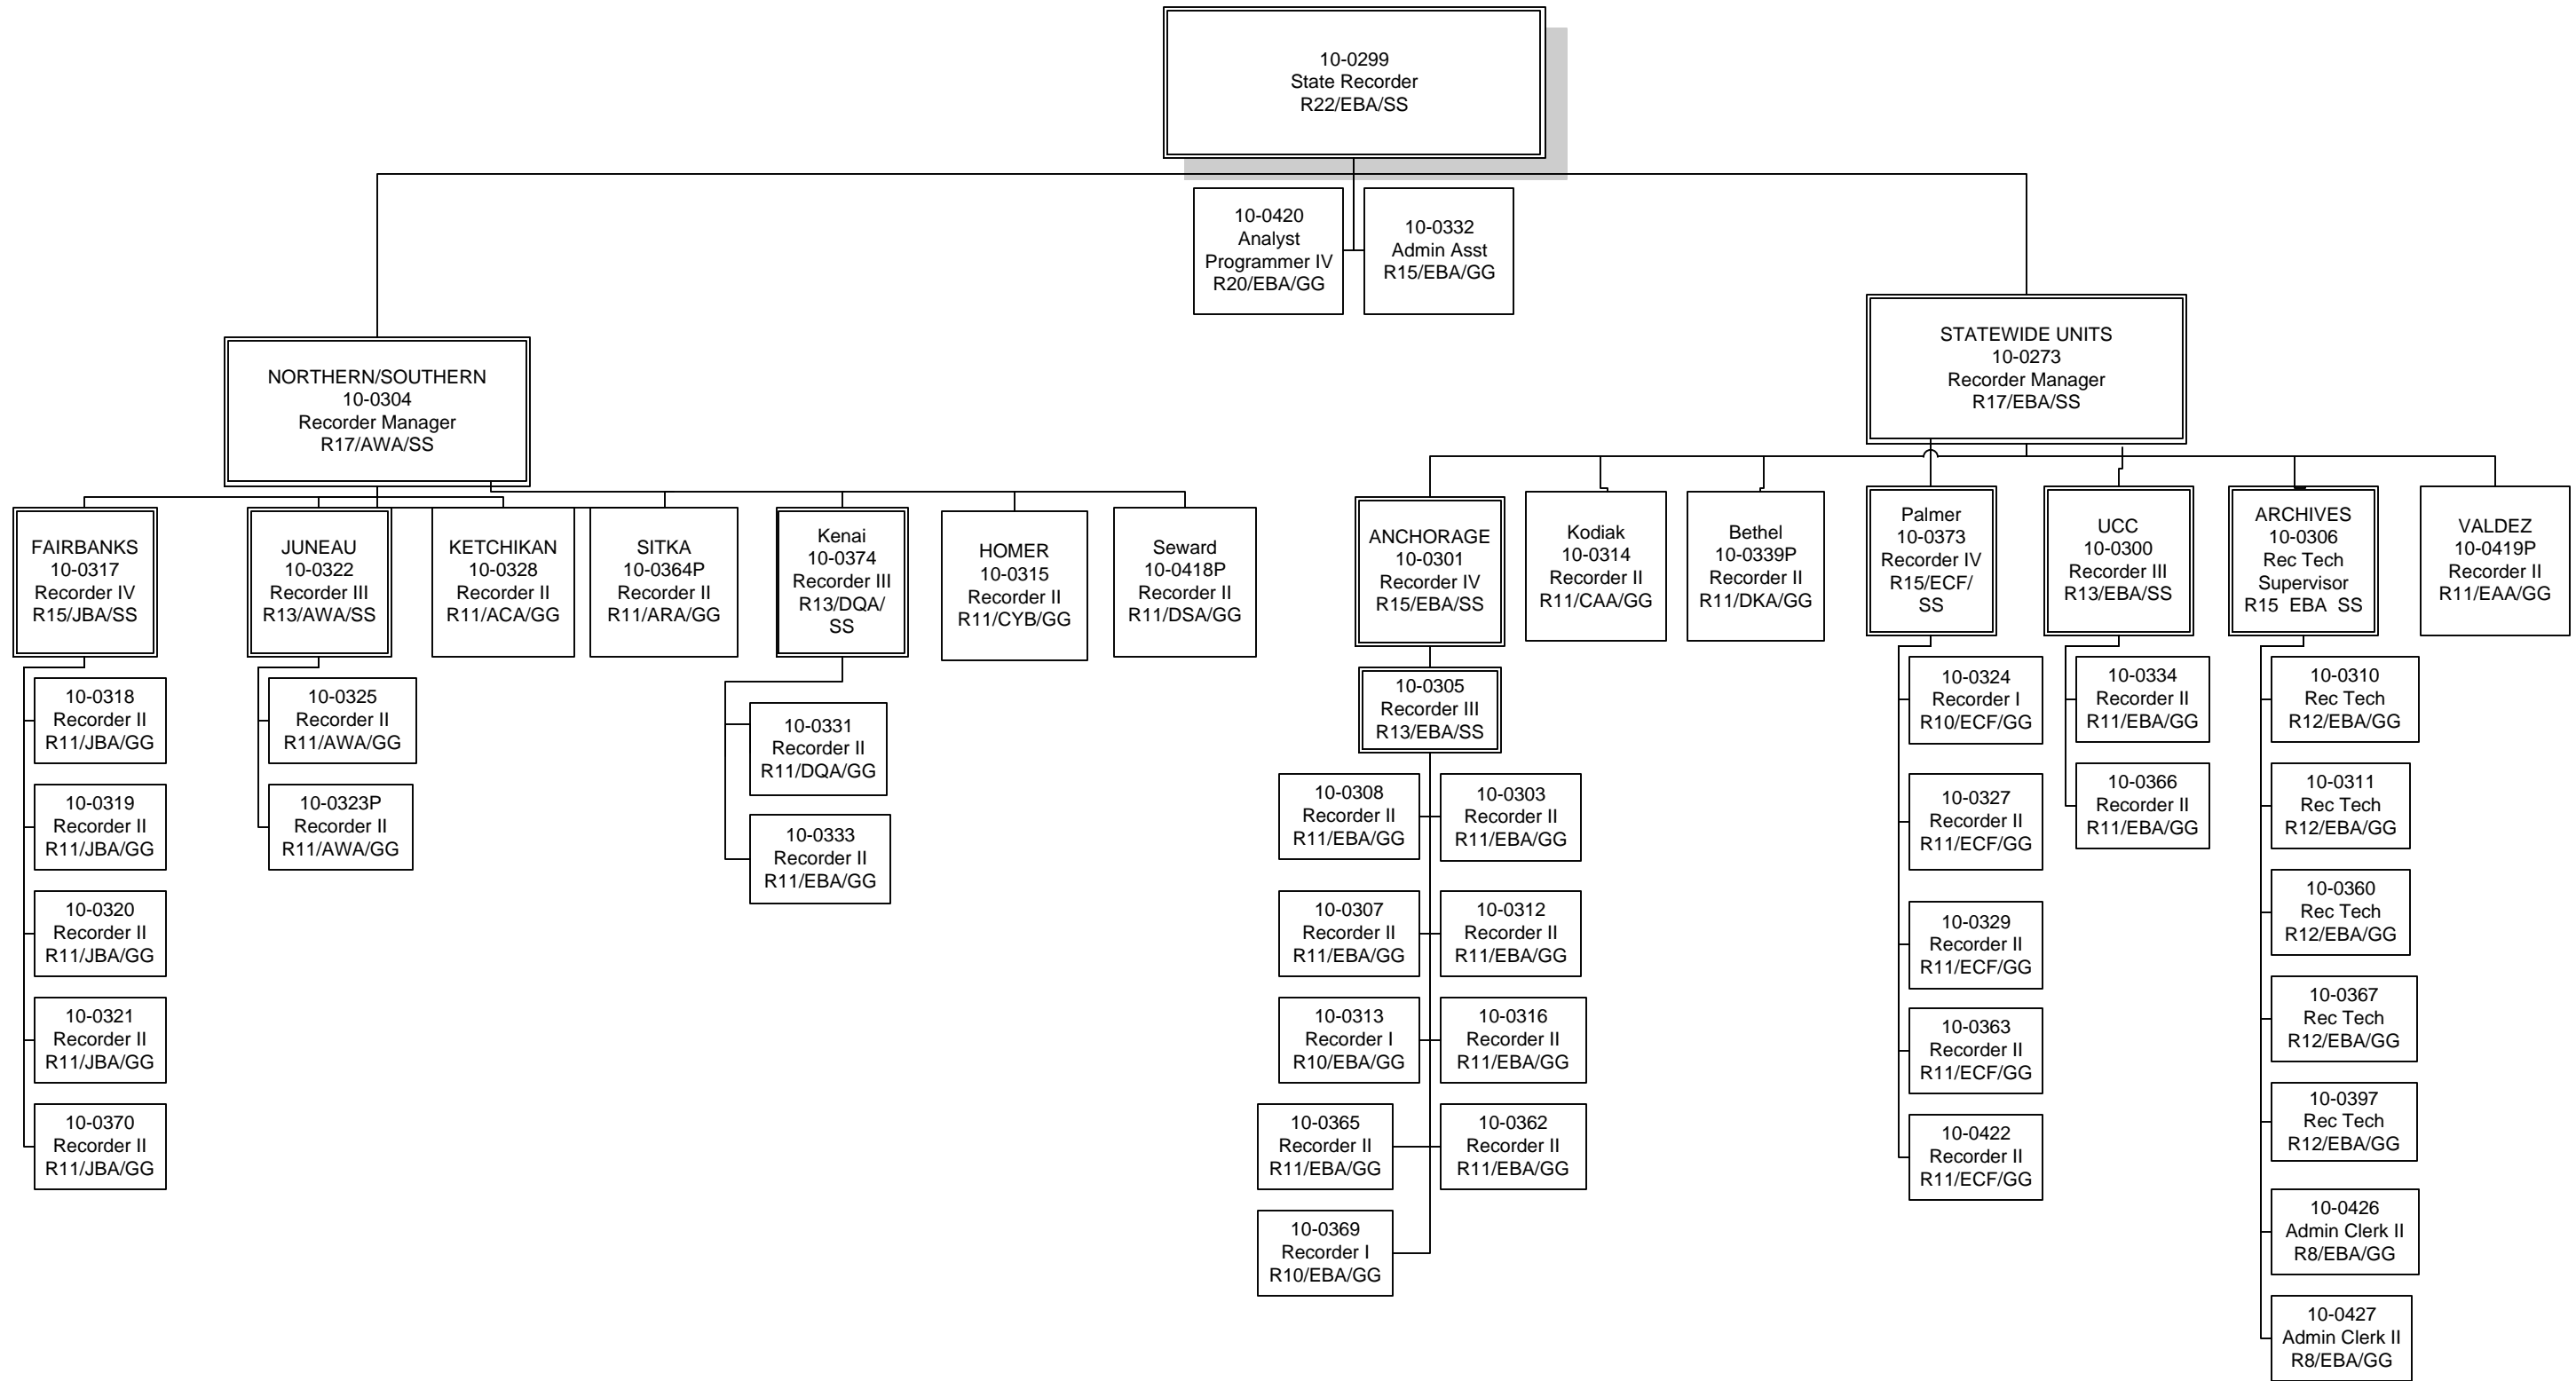 10-0299
State Recorder
R22/EBA/SS
10-0420
Analyst
Programmer IV
R20/EBA/GG
10-0332
Admin Asst
R15/EBA/GG
NORTHERN/SOUTHERN
10-0304
Recorder Manager
R17/AWA/SS
STATEWIDE UNITS
10-0273
Recorder Manager
R17/EBA/SS
FAIRBANKS
10-0317
Recorder IV
R15/JBA/SS
JUNEAU
10-0322
Recorder III
R13/AWA/SS
KETCHIKAN
10-0328
Recorder II
R11/ACA/GG
SITKA
10-0364P
Recorder II
R11/ARA/GG
Kenai
10-0374
Recorder III
R13/DQA/
SS
HOMER
10-0315
Recorder II
R11/CYB/GG
Seward
10-0418P
Recorder II
R11/DSA/GG
ANCHORAGE
10-0301
Recorder IV
R15/EBA/SS
Kodiak
10-0314
Recorder II
R11/CAA/GG
Bethel
10-0339P
Recorder II
R11/DKA/GG
Palmer
10-0373
Recorder IV
R15/ECF/
SS
UCC
10-0300
Recorder III
R13/EBA/SS
ARCHIVES
10-0306
Rec Tech
Supervisor
R15 EBA SS
VALDEZ
10-0419P
Recorder II
R11/EAA/GG
10-0318
Recorder II
R11/JBA/GG
10-0319
Recorder II
R11/JBA/GG
10-0320
Recorder II
R11/JBA/GG
10-0321
Recorder II
R11/JBA/GG
10-0370
Recorder II
R11/JBA/GG
10-0325
Recorder II
R11/AWA/GG
10-0323P
Recorder II
R11/AWA/GG
10-0331
Recorder II
R11/DQA/GG
10-0333
Recorder II
R11/EBA/GG
10-0305
Recorder III
R13/EBA/SS
10-0308
Recorder II
R11/EBA/GG
10-0303
Recorder II
R11/EBA/GG
10-0307
Recorder II
R11/EBA/GG
10-0312
Recorder II
R11/EBA/GG
10-0313
Recorder I
R10/EBA/GG
10-0316
Recorder II
R11/EBA/GG
10-0365
Recorder II
R11/EBA/GG
10-0362
Recorder II
R11/EBA/GG
10-0369
Recorder I
R10/EBA/GG
10-0324
Recorder I
R10/ECF/GG
10-0327
Recorder II
R11/ECF/GG
10-0329
Recorder II
R11/ECF/GG
10-0363
Recorder II
R11/ECF/GG
10-0422
Recorder II
R11/ECF/GG
10-0334
Recorder II
R11/EBA/GG
10-0366
Recorder II
R11/EBA/GG
10-0310
Rec Tech
R12/EBA/GG
10-0311
Rec Tech
R12/EBA/GG
10-0360
Rec Tech
R12/EBA/GG
10-0367
Rec Tech
R12/EBA/GG
10-0397
Rec Tech
R12/EBA/GG
10-0426
Admin Clerk II
R8/EBA/GG
10-0427
Admin Clerk II
R8/EBA/GG